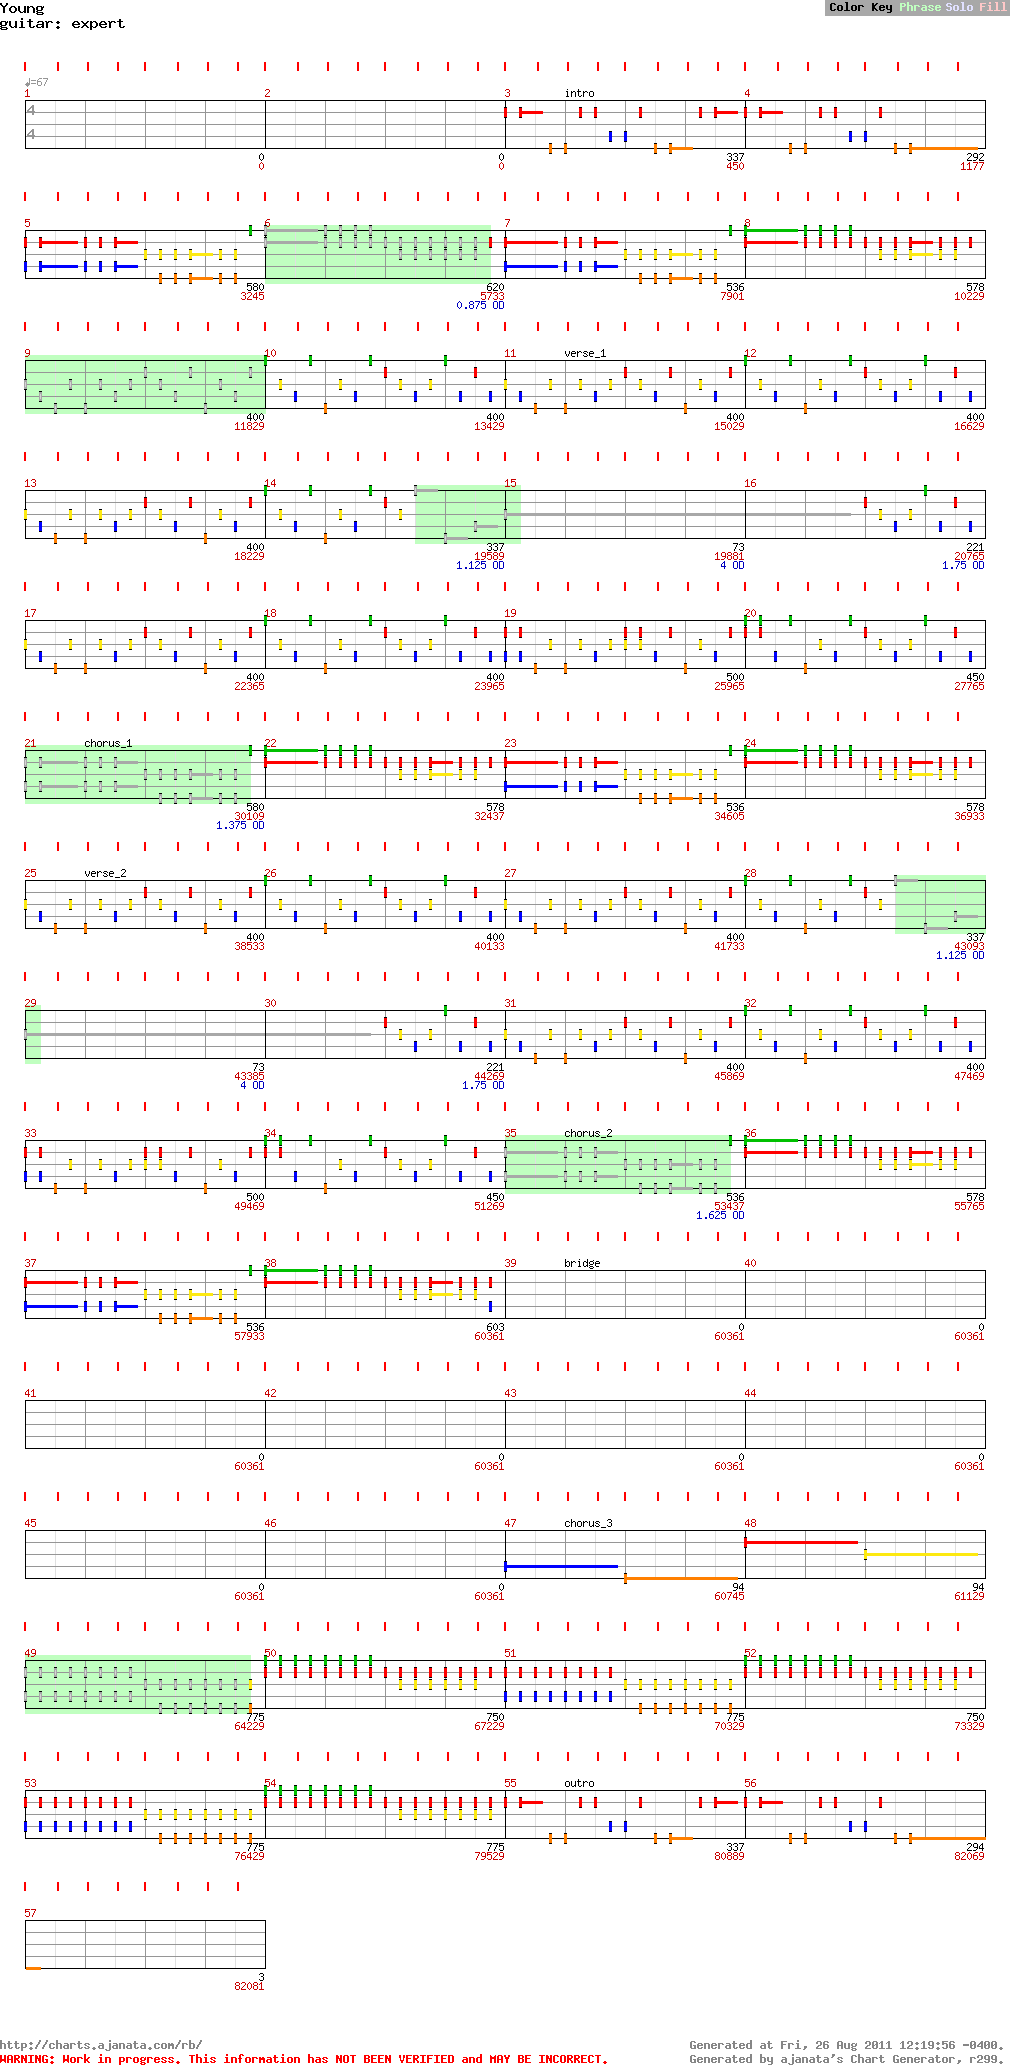 Young Color Key Phrase Solo Fill
guitar: expert
♩=67
1 2 3 intro 4
4
4
0 0 337 292
0 0 450 1177
5 6 7 8
580 620 536 578
3245 5733 7901 10229
0.875 OD
9 10 11 verse_1 12
400 400 400 400
11829 13429 15029 16629
13 14 15 16
400 337 73 221
18229 19589 19881 20765
1.125 OD 4 OD 1.75 OD
17 18 19 20
400 400 500 450
22365 23965 25965 27765
21 chorus_1 22 23 24
580 578 536 578
30109 32437 34605 36933
1.375 OD
25 verse_2 26 27 28
400 400 400 337
38533 40133 41733 43093
1.125 OD
29 30 31 32
73 221 400 400
43385 44269 45869 47469
4 OD 1.75 OD
33 34 35 chorus_2 36
500 450 536 578
49469 51269 53437 55765
1.625 OD
37 38 39 bridge 40
536 603 0 0
57933 60361 60361 60361
41 42 43 44
0 0 0 0
60361 60361 60361 60361
45 46 47 chorus_3 48
0 0 94 94
60361 60361 60745 61129
49 50 51 52
775 750 775 750
64229 67229 70329 73329
53 54 55 outro 56
775 775 337 294
76429 79529 80889 82069
57
3
82081
http://charts.ajanata.com/rb/ Generated at Fri, 26 Aug 2011 12:19:56 -0400.
WARNING: Work in progress. This information has NOT BEEN VERIFIED and MAY BE INCORRECT. Generated by ajanata's Chart Generator, r299.